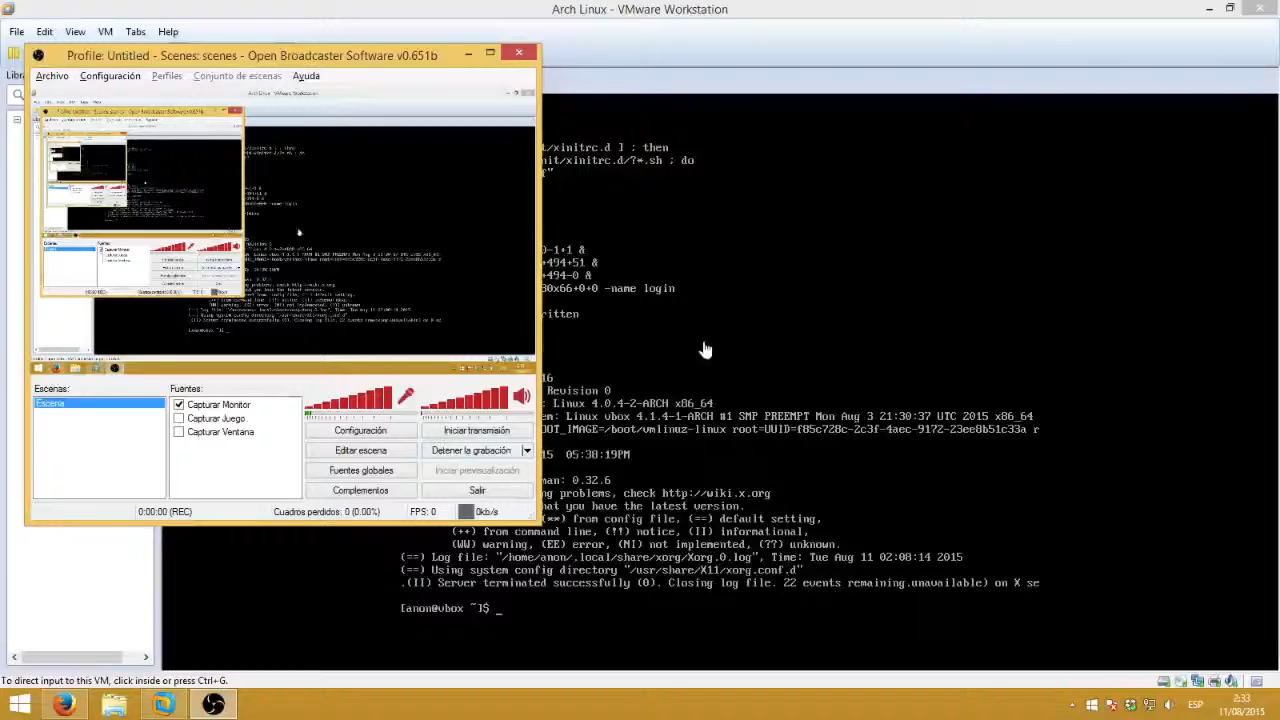 Arch Linux - VMware Workstation
File Edit View VM Tabs Help
Profile: Untitled - Scenes: scenes - Open Broadcaster Software v0.651b
Archivo Configuración Perfiles Conjunto de escenas Ayuda
t/xinitrc.d ] ; then
nit/xinitrc.d/?*.sh ; do
f"
0-1+1 &
+494+51 &
+494-0 &
80x66+0+0 -name login
ritten
16
Revision 0
: Linux 4.0.4-2-ARCH x86_64
em: Linux vbox 4.1.4-1-ARCH #1 SMP PREEMPT Mon Aug 3 21:30:37 UTC 2015 x86_64
OOT_IMAGE=/boot/vmlinuz-linux root=UUID=f85c728c-2c3f-4aec-9172-23ee8b51c33a r
15 05:38:19PM
man: 0.32.6
ng problems, check http://wiki.x.org
hat you have the latest version.
(**) from config file, (==) default setting,
(++) from command line, (!!) notice, (II) informational,
(WW) warning, (EE) error, (NI) not implemented, (??) unknown.
(==) Log file: "/home/anon/.local/share/xorg/Xorg.0.log", Time: Tue Aug 11 02:08:14 2015
(==) Using system config directory "/usr/share/X11/xorg.conf.d"
.(II) Server terminated successfully (0). Closing log file. 22 events remaining.unavailable) on X se
[anon@vbox ~]$ _
Escenas:
Escena
Fuentes:
Capturar Monitor
Capturar Juego
Capturar Ventana
Configuración Iniciar transmisión
Editar escena Detener la grabación
Fuentes globales Iniciar previsualización
Complementos Salir
0:00:00 (REC) Cuadros perdidos: 0 (0.00%) FPS: 0 0kb/s
To direct input to this VM, click inside or press Ctrl+G.
ESP
2:33
11/08/2015